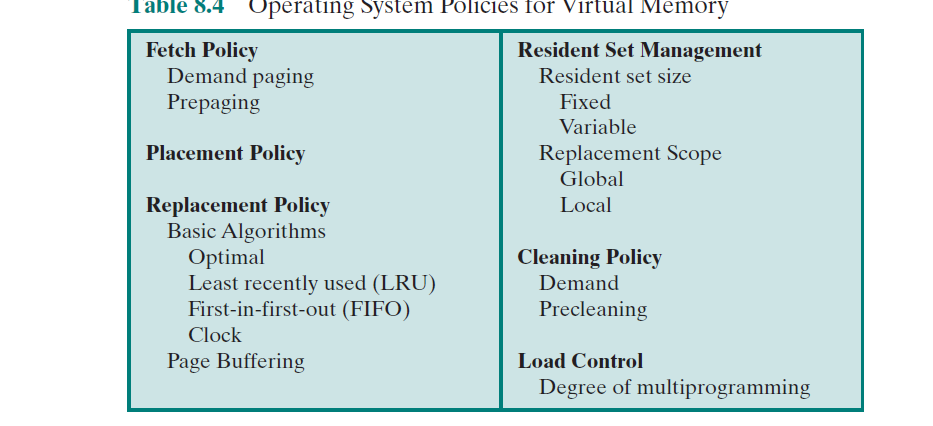 Table 8.4 Operating System Policies for Virtual Memory
Fetch Policy
Demand paging
Prepaging
Placement Policy
Replacement Policy
Basic Algorithms
Optimal
Least recently used (LRU)
First-in-first-out (FIFO)
Clock
Page Buffering
Resident Set Management
Resident set size
Fixed
Variable
Replacement Scope
Global
Local
Cleaning Policy
Demand
Precleaning
Load Control
Degree of multiprogramming